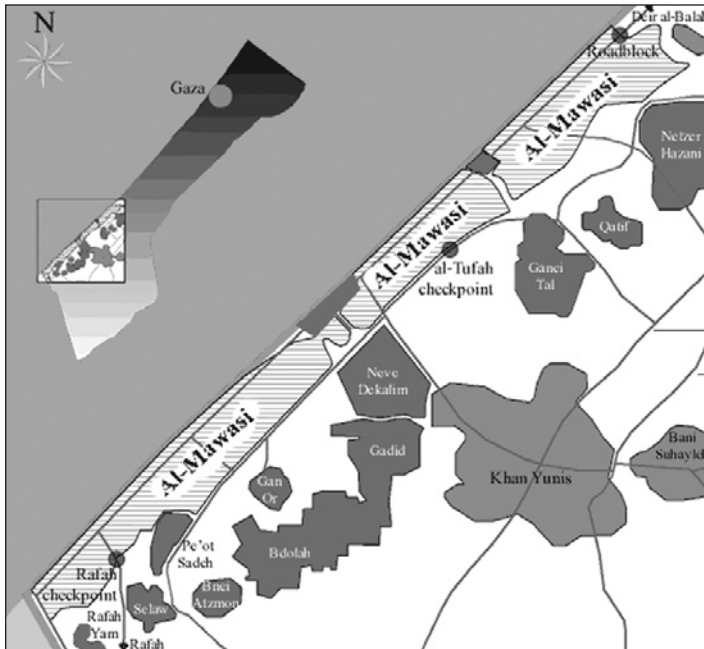 N
Deir al-Balah
Roadblock
Gaza
Al-Mawasi
Netzer
Hazani
Al-Mawasi
Qatif
al-Tufah
checkpoint
Ganei
Tal
Neve
Dekalim
Al-Mawasi
Gadid
Bani
Suhayleh
Khan Yunis
Gan
Or
Pe'ot
Sadeh
Bdolah
Rafah
checkpoint
Bnei
Atzmon
Selaw
Rafah
Yam
Rafah